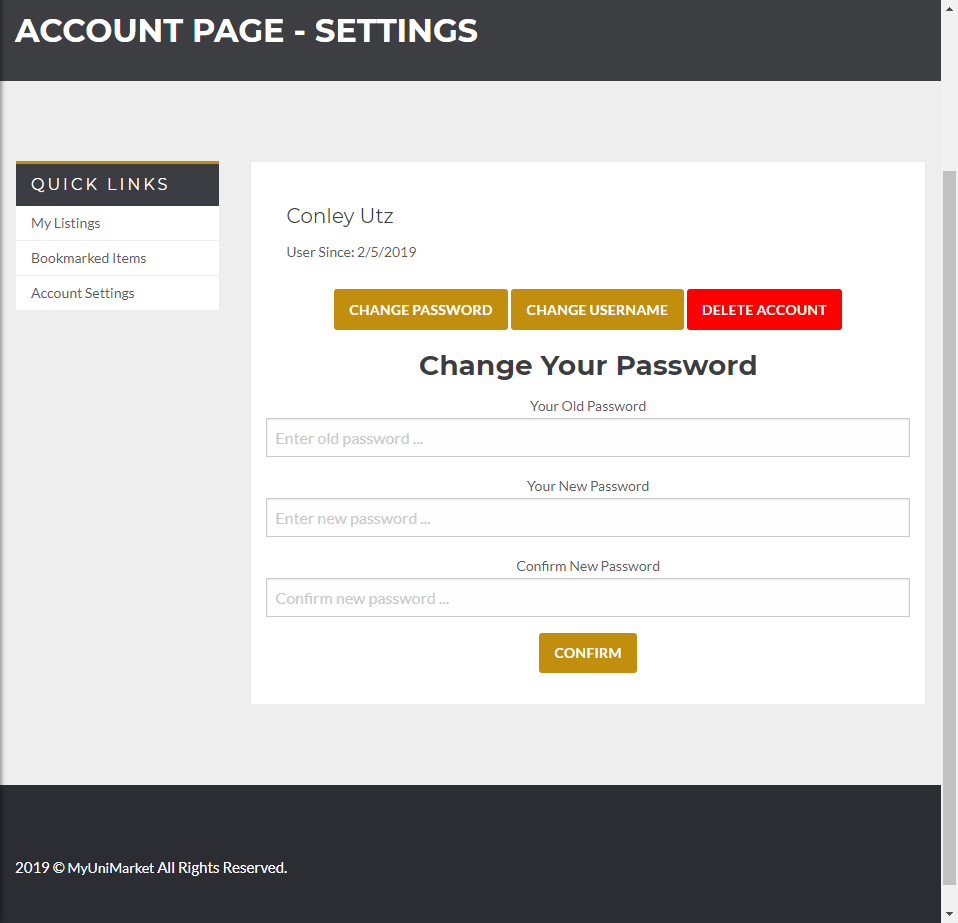 ACCOUNT PAGE - SETTINGS
QUICK LINKS
My Listings
Bookmarked Items
Account Settings
Conley Utz
User Since: 2/5/2019
CHANGE PASSWORD CHANGE USERNAME DELETE ACCOUNT
Change Your Password
Your Old Password
Enter old password ...
Your New Password
Enter new password ...
Confirm New Password
Confirm new password ...
CONFIRM
2019 © MyUniMarket All Rights Reserved.